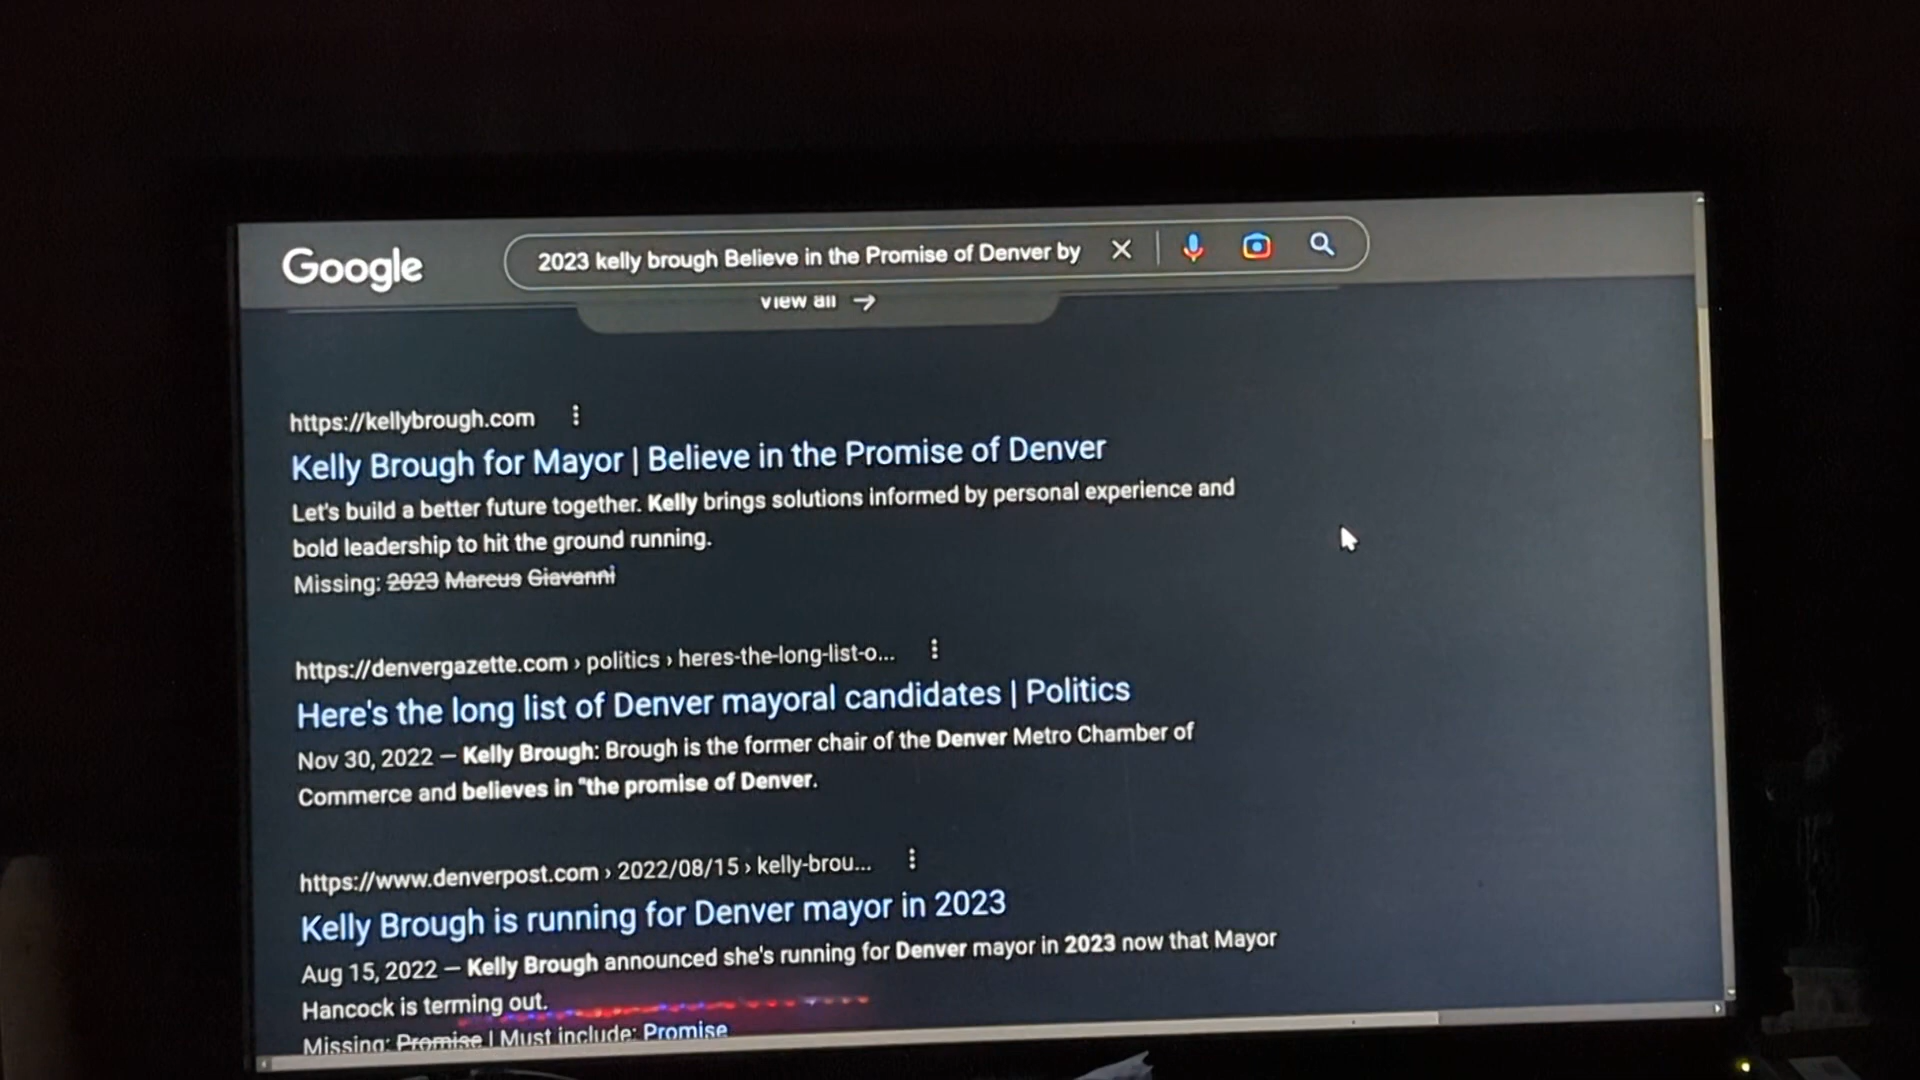 Google
2023 kelly brough Believe in the Promise of Denver by
View all
https://kellybrough.com
Kelly Brough for Mayor | Believe in the Promise of Denver
Let's build a better future together. Kelly brings solutions informed by personal experience and
bold leadership to hit the ground running.
Missing: 2023 Marcus Giavanni
https://denvergazette.com › politics › heres-the-long-list-o...
Here's the long list of Denver mayoral candidates | Politics
Nov 30, 2022 — Kelly Brough: Brough is the former chair of the Denver Metro Chamber of
Commerce and believes in "the promise of Denver.
https://www.denverpost.com › 2022/08/15 › kelly-brou...
Kelly Brough is running for Denver mayor in 2023
Aug 15, 2022 — Kelly Brough announced she's running for Denver mayor in 2023 now that Mayor
Hancock is terming out.
Missing: Promise | Must include: Promise